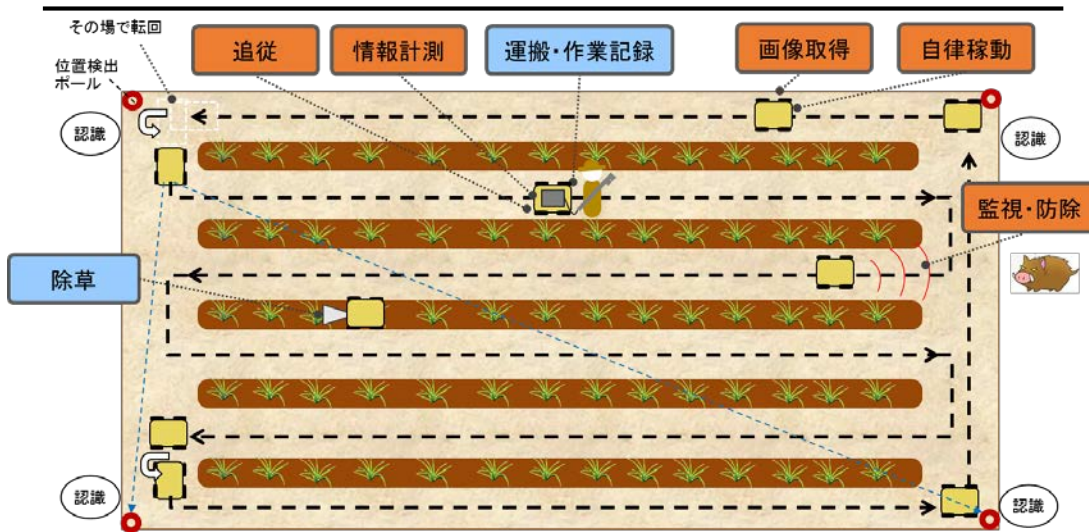 その場で転回
追従
情報計測
運搬・作業記録
画像取得
自律稼動
位置検出
ポール
認識
認識
監視・防除
除草
認識
認識